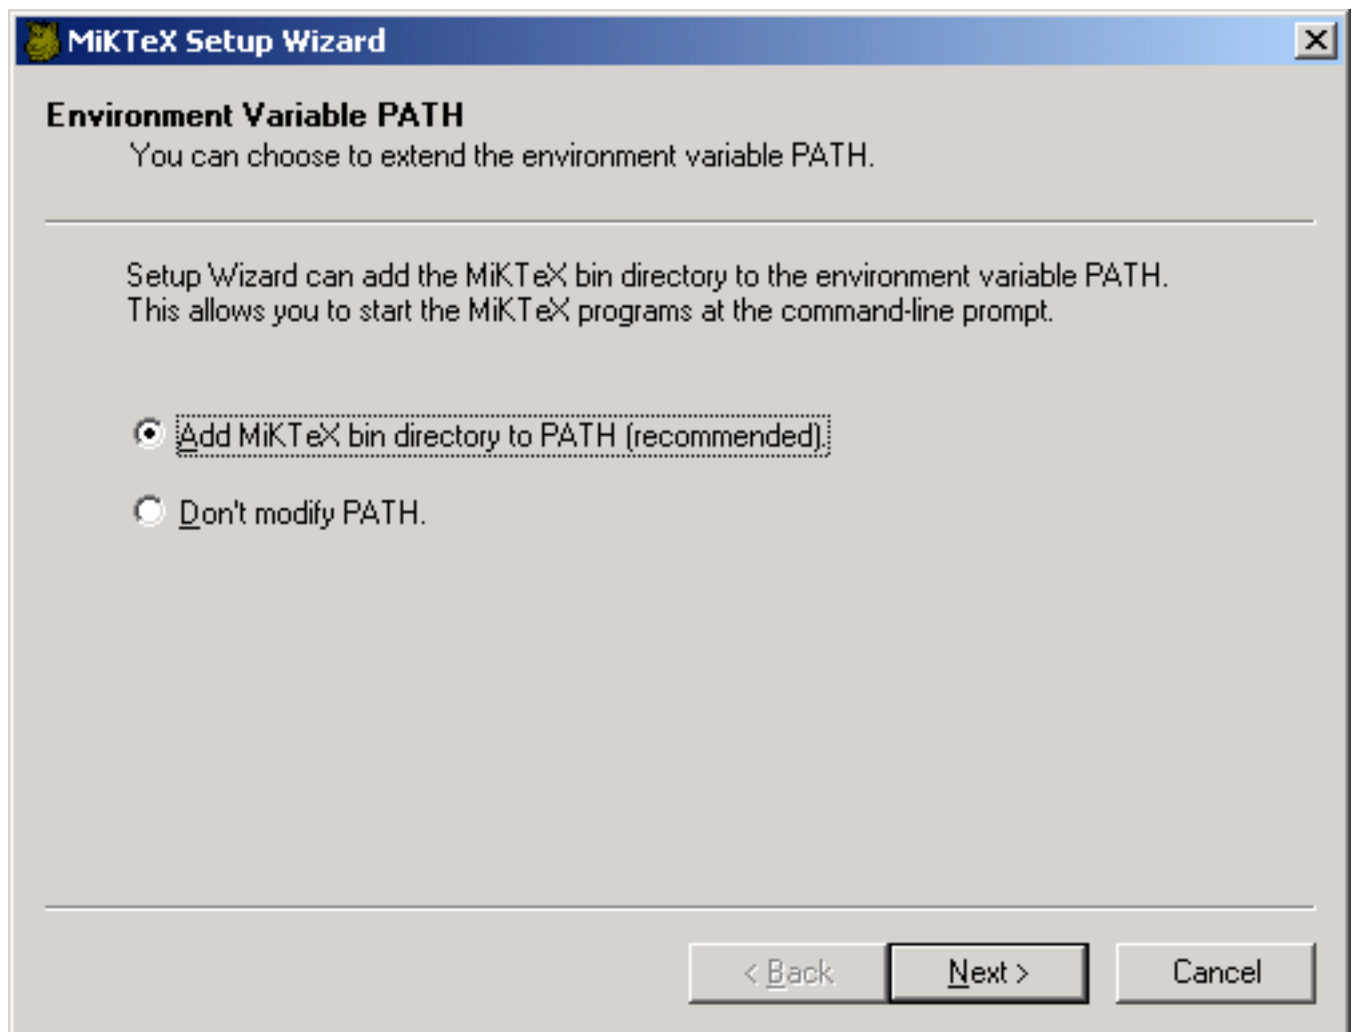 MiKTeX Setup Wizard
Environment Variable PATH
You can choose to extend the environment variable PATH.
Setup Wizard can add the MiKTeX bin directory to the environment variable PATH.
This allows you to start the MiKTeX programs at the command-line prompt.
Add MiKTeX bin directory to PATH (recommended).
Don't modify PATH.
< Back
Next >
Cancel